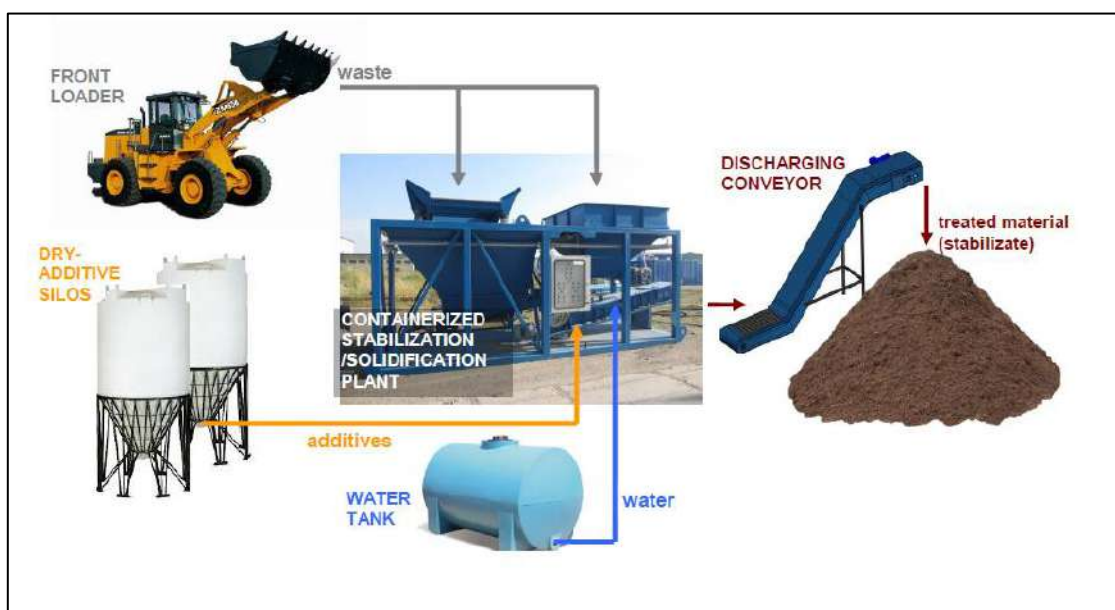 FRONT
LOADER
waste
DISCHARGING
CONVEYOR
treated material
(stabilizate)
DRY-
ADDITIVE
SILOS
CONTAINERIZED
STABILIZATION
/SOLIDIFICATION
PLANT
additives
WATER
TANK
water